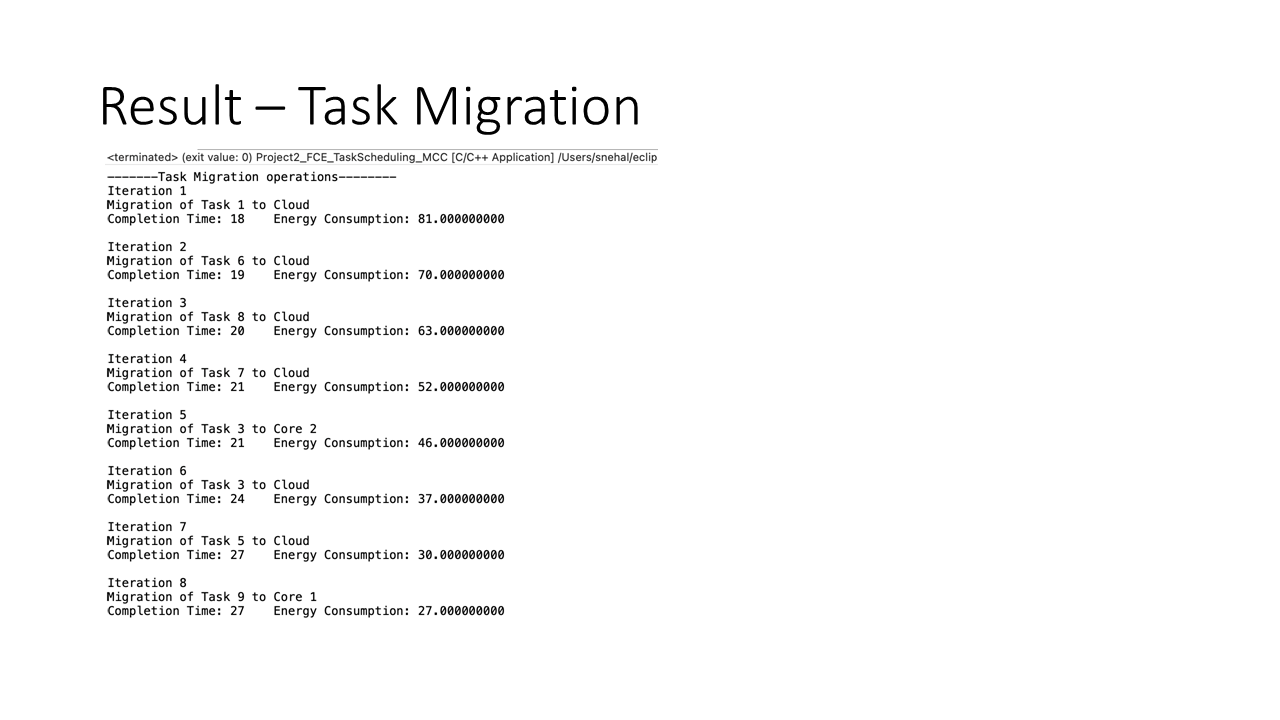 Result – Task Migration
<terminated> (exit value: 0) Project2_FCE_TaskScheduling_MCC [C/C++ Application] /Users/snehal/eclip
-------Task Migration operations--------
Iteration 1
Migration of Task 1 to Cloud
Completion Time: 18    Energy Consumption: 81.000000000
Iteration 2
Migration of Task 6 to Cloud
Completion Time: 19    Energy Consumption: 70.000000000
Iteration 3
Migration of Task 8 to Cloud
Completion Time: 20    Energy Consumption: 63.000000000
Iteration 4
Migration of Task 7 to Cloud
Completion Time: 21    Energy Consumption: 52.000000000
Iteration 5
Migration of Task 3 to Core 2
Completion Time: 21    Energy Consumption: 46.000000000
Iteration 6
Migration of Task 3 to Cloud
Completion Time: 24    Energy Consumption: 37.000000000
Iteration 7
Migration of Task 5 to Cloud
Completion Time: 27    Energy Consumption: 30.000000000
Iteration 8
Migration of Task 9 to Core 1
Completion Time: 27    Energy Consumption: 27.000000000